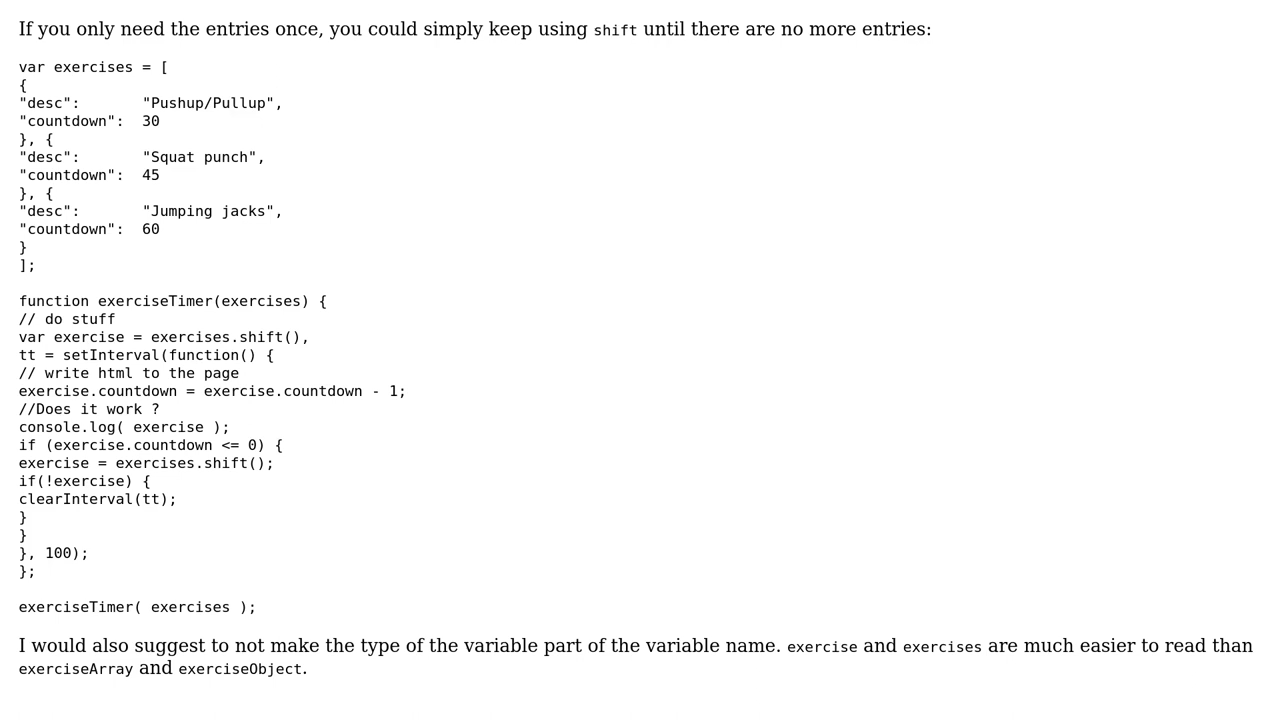 If you only need the entries once, you could simply keep using shift until there are no more entries:
var exercises = [
{
"desc":       "Pushup/Pullup",
"countdown":  30
}, {
"desc":       "Squat punch",
"countdown":  45
}, {
"desc":       "Jumping jacks",
"countdown":  60
}
];
function exerciseTimer(exercises) {
// do stuff
var exercise = exercises.shift(),
tt = setInterval(function() {
// write html to the page
exercise.countdown = exercise.countdown - 1;
//Does it work ?
console.log( exercise );
if (exercise.countdown <= 0) {
exercise = exercises.shift();
if(!exercise) {
clearInterval(tt);
}
}
}, 100);
};
exerciseTimer( exercises );
I would also suggest to not make the type of the variable part of the variable name. exercise and exercises are much easier to read than
exerciseArray and exerciseObject.